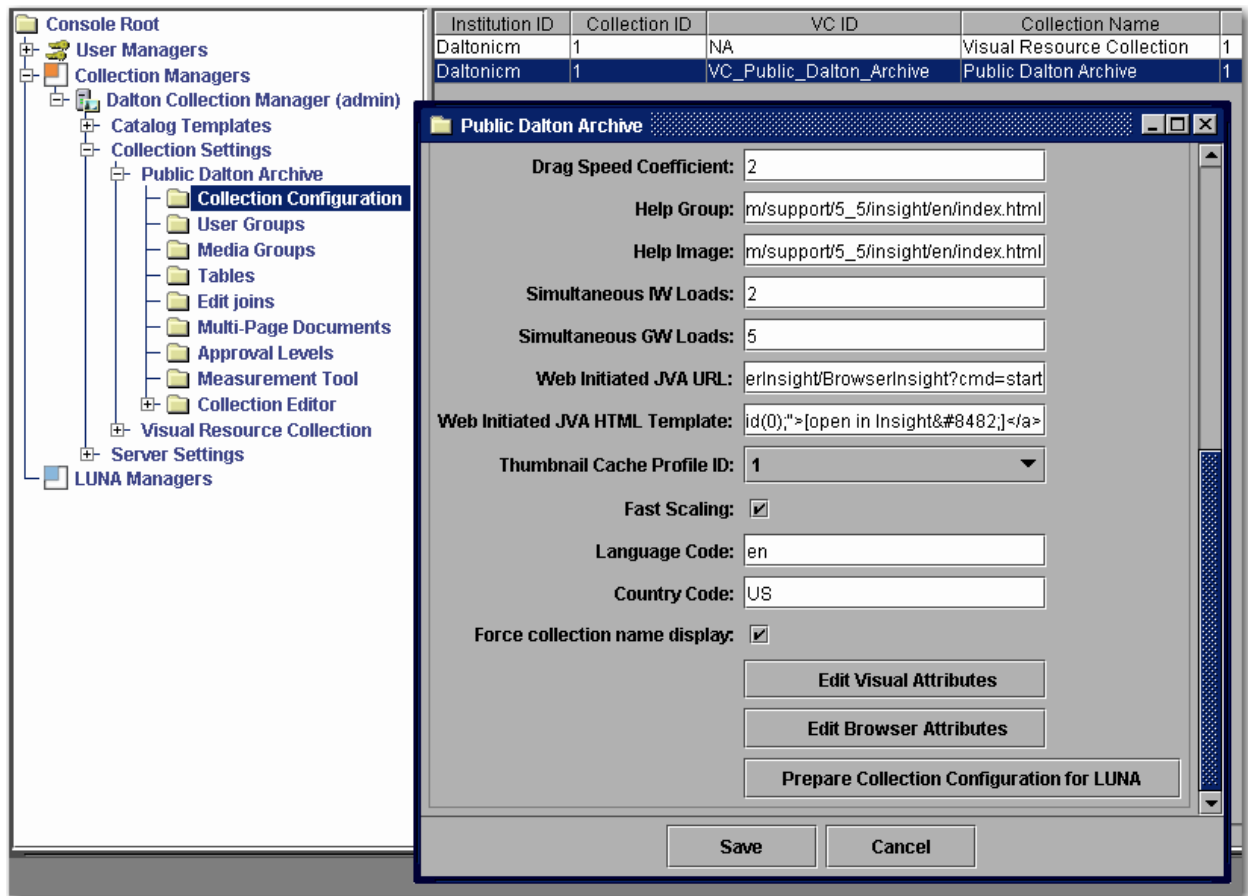 Console Root
User Managers
Collection Managers
Dalton Collection Manager (admin)
Catalog Templates
Collection Settings
Public Dalton Archive
Collection Configuration
User Groups
Media Groups
Tables
Edit joins
Multi-Page Documents
Approval Levels
Measurement Tool
Collection Editor
Visual Resource Collection
Server Settings
LUNA Managers
Institution ID Collection ID VC ID Collection Name
Daltonicm 1 NA Visual Resource Collection 1
Daltonicm 1 VC_Public_Dalton_Archive Public Dalton Archive 1
Public Dalton Archive
Drag Speed Coefficient: 2
Help Group: m/support/5_5/insight/en/index.html
Help Image: m/support/5_5/insight/en/index.html
Simultaneous IW Loads: 2
Simultaneous GW Loads: 5
Web Initiated JVA URL: erInsight/BrowserInsight?cmd=start
Web Initiated JVA HTML Template: id(0);">[open in Insight&#8482;]</a>
Thumbnail Cache Profile ID: 1
Fast Scaling:
Language Code: en
Country Code: US
Force collection name display:
Edit Visual Attributes
Edit Browser Attributes
Prepare Collection Configuration for LUNA
Save Cancel